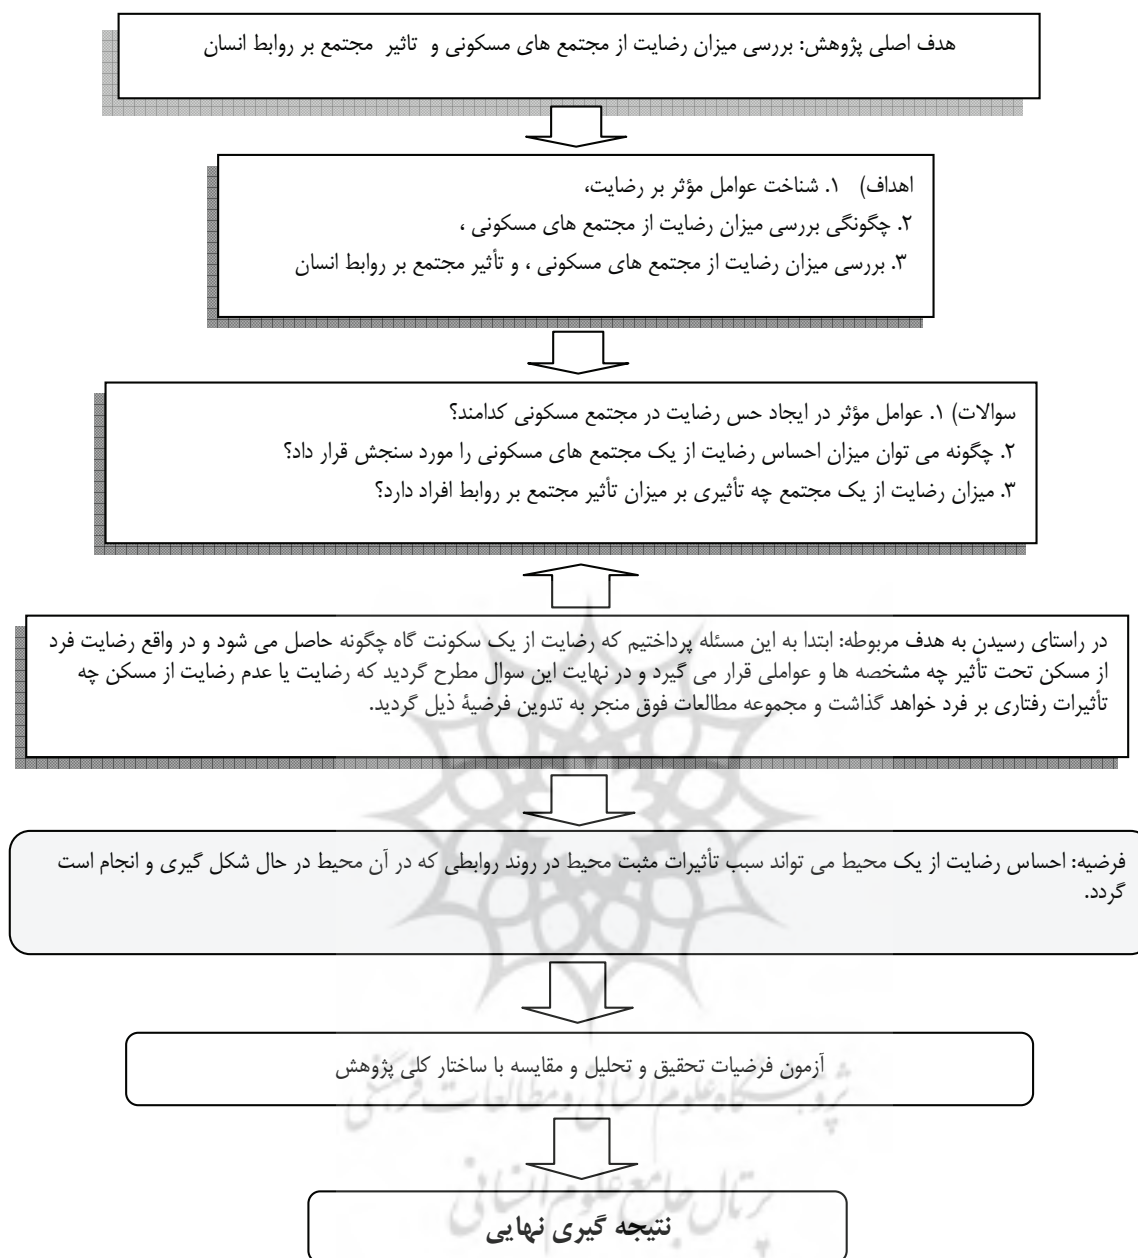 هدف اصلی پژوهش: بررسی میزان رضایت از مجتمع های مسکونی و تاثیر مجتمع بر روابط انسان
اهداف) ۱. شناخت عوامل مؤثر بر رضایت،
۲. چگونگی بررسی میزان رضایت از مجتمع های مسکونی ،
۳. بررسی میزان رضایت از مجتمع های مسکونی ، و تأثیر مجتمع بر روابط انسان
سوالات) ۱. عوامل مؤثر در ایجاد حس رضایت در مجتمع مسکونی کدامند؟
۲. چگونه می توان میزان احساس رضایت از یک مجتمع های مسکونی را مورد سنجش قرار داد؟
۳. میزان رضایت از یک مجتمع چه تأثیری بر میزان تأثیر مجتمع بر روابط افراد دارد؟
در راستای رسیدن به هدف مربوطه: ابتدا به این مسئله پرداختیم که رضایت از یک سکونت گاه چگونه حاصل می شود و در واقع رضایت فرد
از مسکن تحت تأثیر چه مشخصه ها و عواملی قرار می گیرد و در نهایت این سوال مطرح گردید که رضایت یا عدم رضایت از مسکن چه
تأثیرات رفتاری بر فرد خواهد گذاشت و مجموعه مطالعات فوق منجر به تدوین فرضیۀ ذیل گردید.
فرضیه: احساس رضایت از یک محیط می تواند سبب تأثیرات مثبت محیط در روند روابطی که در آن محیط در حال شکل گیری و انجام است
گردد.
آزمون فرضیات تحقیق و تحلیل و مقایسه با ساختار کلی پژوهش
پژوهشگاه علوم انسانی و مطالعات فرهنگی
پرتال جامع علوم انسانی
نتیجه گیری نهایی